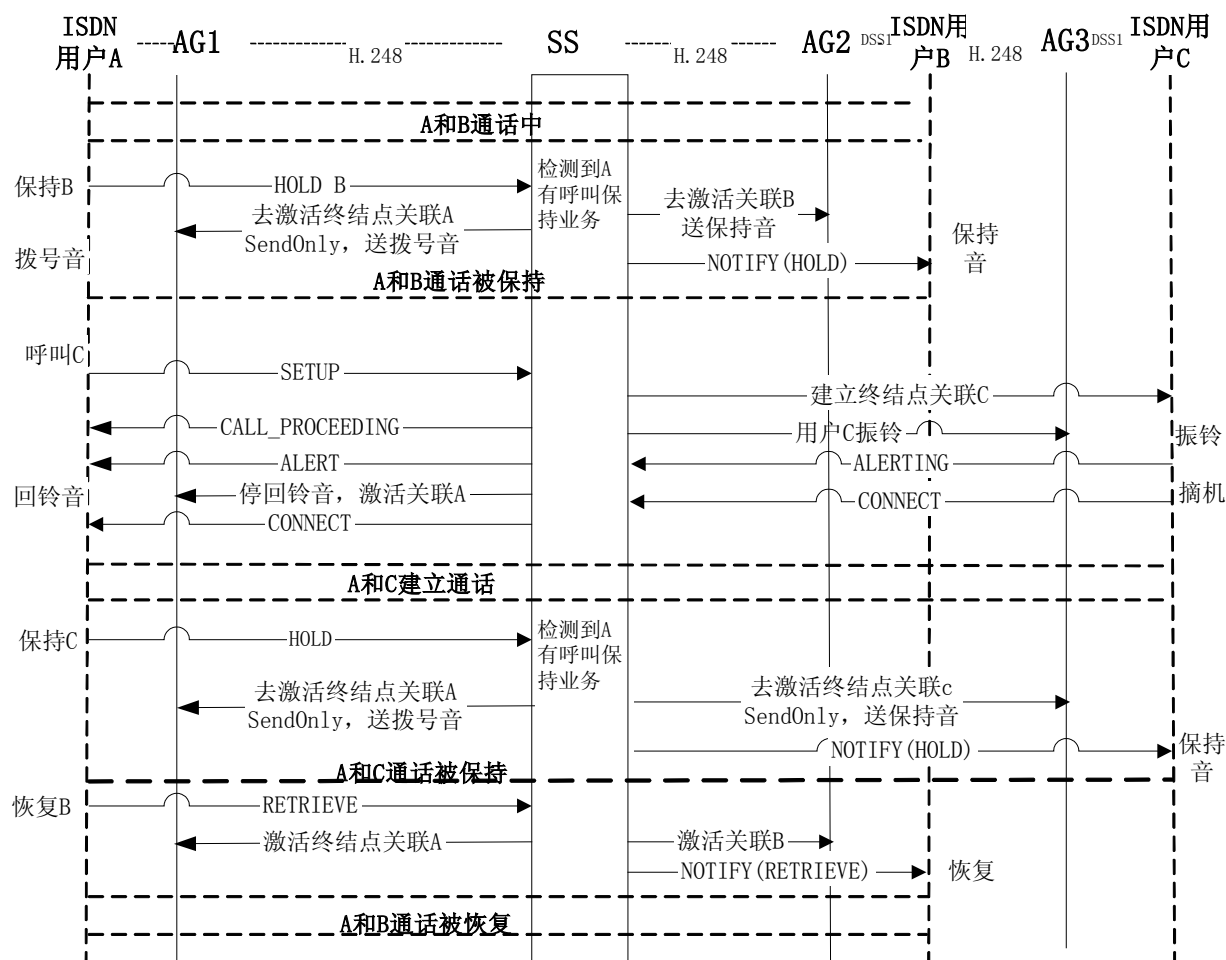 ISDN
用户A
AG1
H.248
SS
H.248
AG2
DSS1
ISDN用
户B
H.248
AG3
DSS1
ISDN用
户C
A和B通话中
保持B
HOLD B
检测到A
有呼叫保
持业务
去激活终结点关联A
SendOnly，送拨号音
去激活关联B
送保持音
拨号音
NOTIFY(HOLD)
保持
音
A和B通话被保持
呼叫C
SETUP
建立终结点关联C
CALL_PROCEEDING
用户C振铃
振铃
ALERT
ALERTING
回铃音
停回铃音，激活关联A
CONNECT
摘机
CONNECT
A和C建立通话
保持C
HOLD
检测到A
有呼叫保
持业务
去激活终结点关联A
SendOnly，送拨号音
去激活终结点关联c
SendOnly，送保持音
NOTIFY(HOLD)
保持
音
A和C通话被保持
恢复B
RETRIEVE
激活终结点关联A
激活关联B
NOTIFY(RETRIEVE)
恢复
A和B通话被恢复